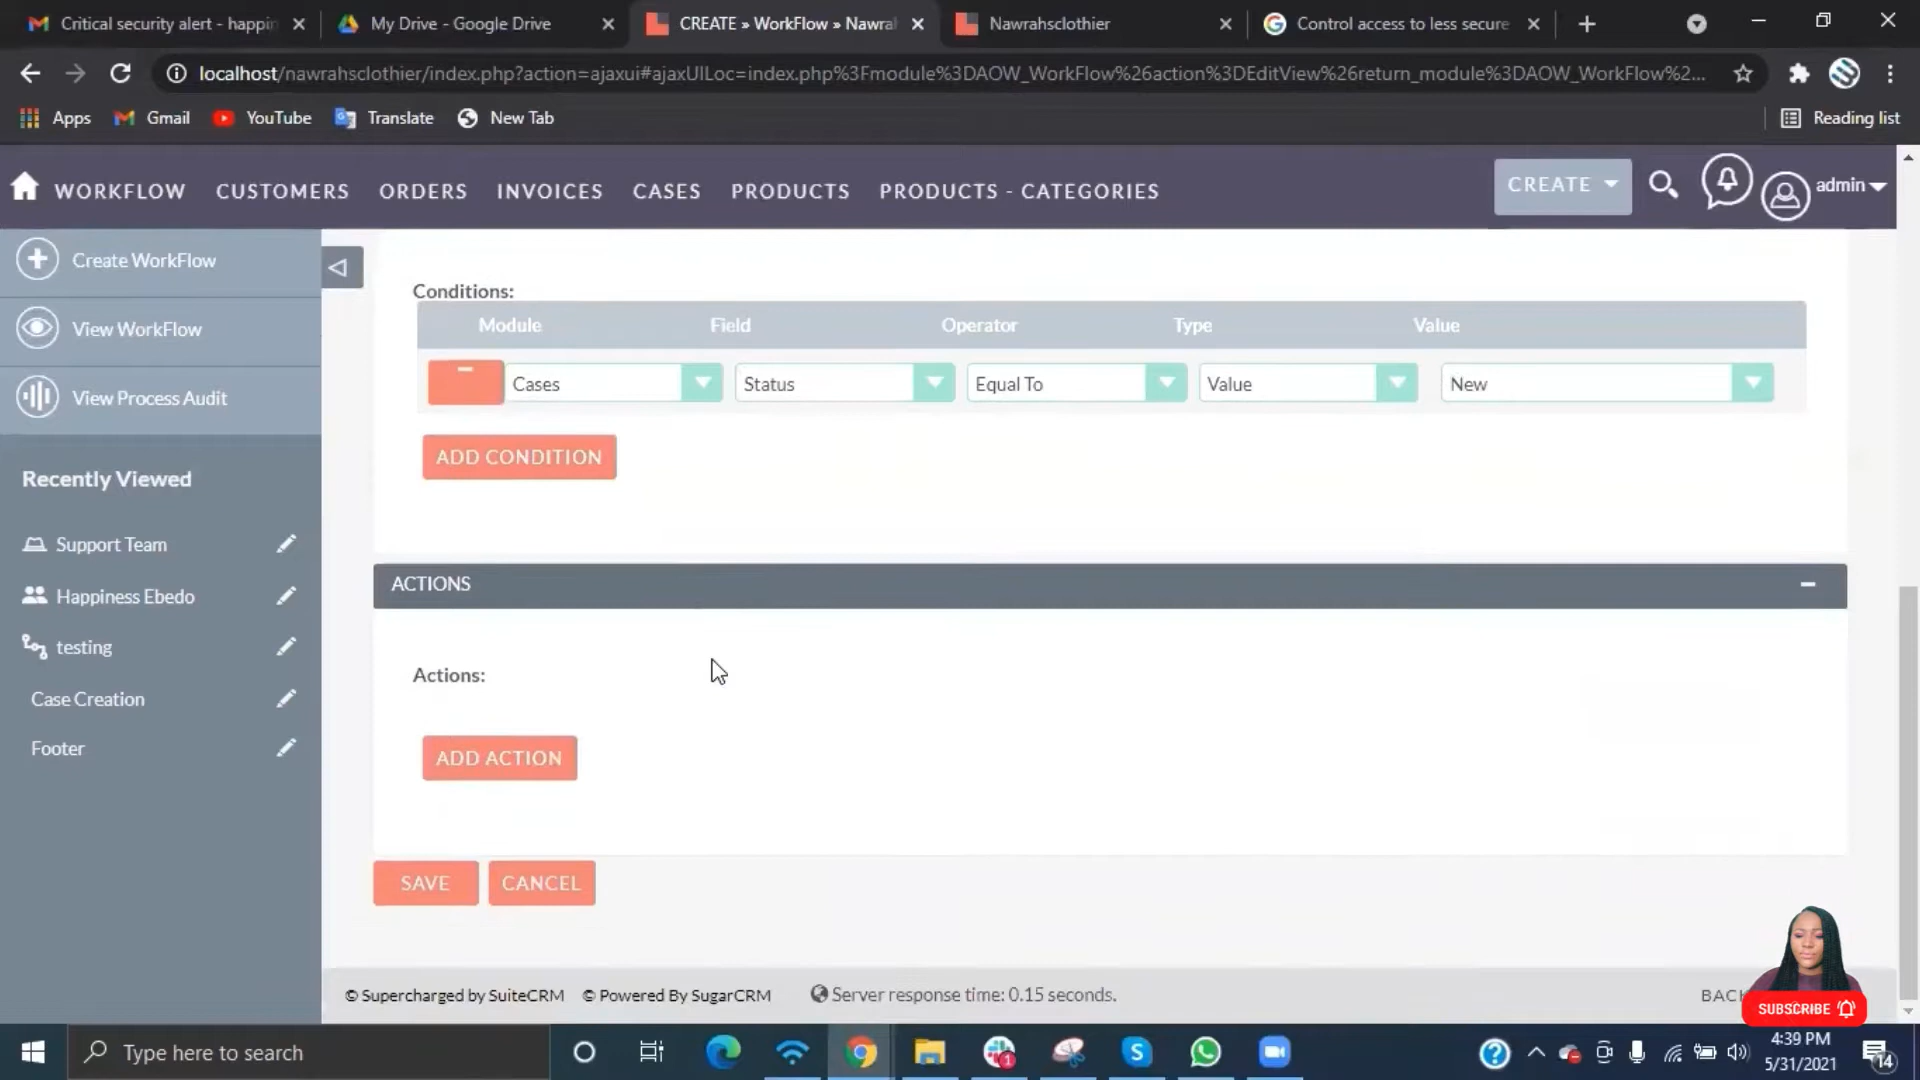 Critical security alert - happin
My Drive - Google Drive
CREATE » WorkFlow » Nawrah
Nawrahsclothier
Control access to less secure
localhost/nawrahsclothier/index.php?action=ajaxui#ajaxUILoc=index.php%3Fmodule%3DAOW_WorkFlow%26action%3DEditView%26return_module%3DAOW_WorkFlow%2...
Apps
Gmail
YouTube
Translate
New Tab
Reading list
WORKFLOW
CUSTOMERS
ORDERS
INVOICES
CASES
PRODUCTS
PRODUCTS - CATEGORIES
CREATE
admin
Create WorkFlow
View WorkFlow
View Process Audit
Recently Viewed
Support Team
Happiness Ebedo
testing
Case Creation
Footer
Conditions:
Module Field Operator Type Value
Cases Status Equal To Value New
ADD CONDITION
ACTIONS
Actions:
ADD ACTION
SAVE CANCEL
© Supercharged by SuiteCRM © Powered By SugarCRM Server response time: 0.15 seconds.
BACK
SUBSCRIBE
Type here to search
1
4:39 PM
5/31/2021
14